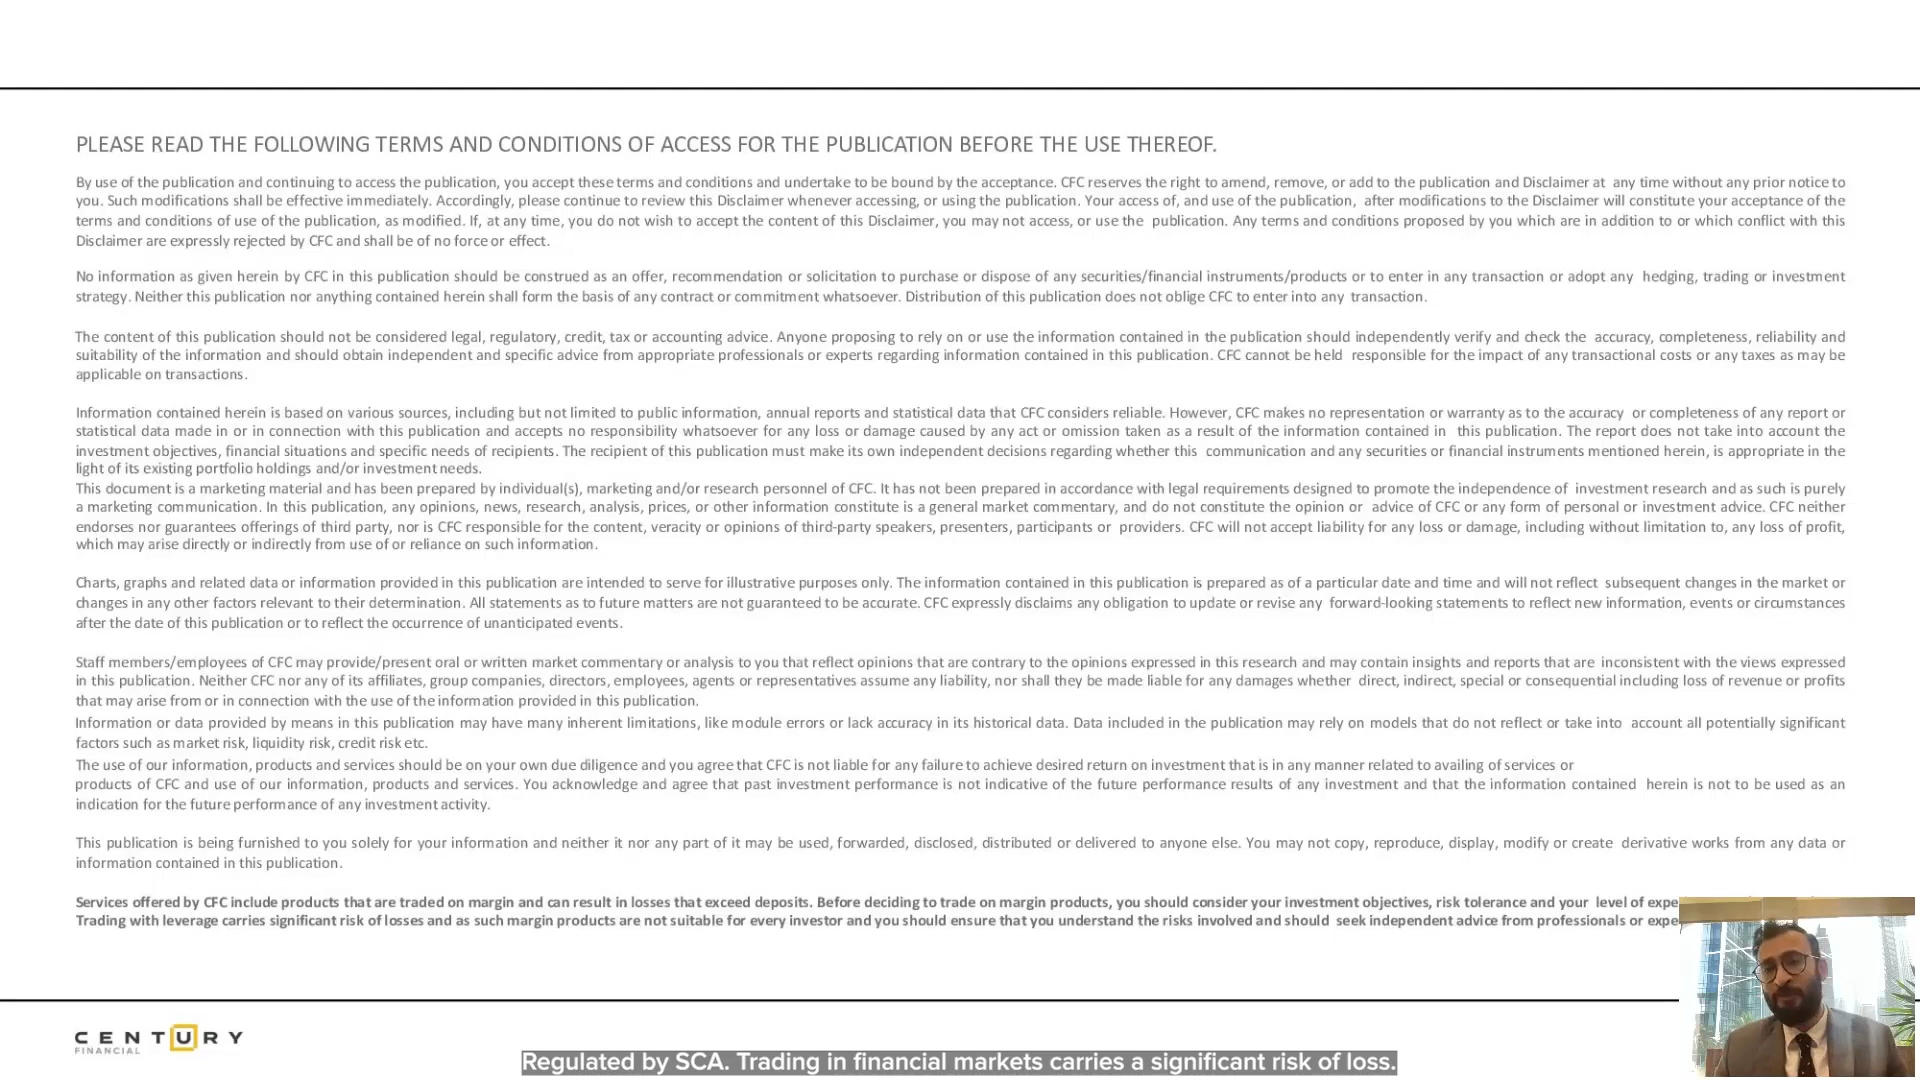 PLEASE READ THE FOLLOWING TERMS AND CONDITIONS OF ACCESS FOR THE PUBLICATION BEFORE THE USE THEREOF.
By use of the publication and continuing to access the publication, you accept these terms and conditions and undertake to be bound by the acceptance. CFC reserves the right to amend, remove, or add to the publication and Disclaimer at any time without any prior notice to
you. Such modifications shall be effective immediately. Accordingly, please continue to review this Disclaimer whenever accessing, or using the publication. Your access of, and use of the publication, after modifications to the Disclaimer will constitute your acceptance of the
terms and conditions of use of the publication, as modified. If, at any time, you do not wish to accept the content of this Disclaimer, you may not access, or use the publication. Any terms and conditions proposed by you which are in addition to or which conflict with this
Disclaimer are expressly rejected by CFC and shall be of no force or effect.
No information as given herein by CFC in this publication should be construed as an offer, recommendation or solicitation to purchase or dispose of any securities/financial instruments/products or to enter in any transaction or adopt any hedging, trading or investment
strategy. Neither this publication nor anything contained herein shall form the basis of any contract or commitment whatsoever. Distribution of this publication does not oblige CFC to enter into any transaction.
The content of this publication should not be considered legal, regulatory, credit, tax or accounting advice. Anyone proposing to rely on or use the information contained in the publication should independently verify and check the accuracy, completeness, reliability and
suitability of the information and should obtain independent and specific advice from appropriate professionals or experts regarding information contained in this publication. CFC cannot be held responsible for the impact of any transactional costs or any taxes as may be
applicable on transactions.
Information contained herein is based on various sources, including but not limited to public information, annual reports and statistical data that CFC considers reliable. However, CFC makes no representation or warranty as to the accuracy or completeness of any report or
statistical data made in or in connection with this publication and accepts no responsibility whatsoever for any loss or damage caused by any act or omission taken as a result of the information contained in this publication. The report does not take into account the
investment objectives, financial situations and specific needs of recipients. The recipient of this publication must make its own independent decisions regarding whether this communication and any securities or financial instruments mentioned herein, is appropriate in the
light of its existing portfolio holdings and/or investment needs.
This document is a marketing material and has been prepared by individual(s), marketing and/or research personnel of CFC. It has not been prepared in accordance with legal requirements designed to promote the independence of investment research and as such is purely
a marketing communication. In this publication, any opinions, news, research, analysis, prices, or other information constitute is a general market commentary, and do not constitute the opinion or advice of CFC or any form of personal or investment advice. CFC neither
endorses nor guarantees offerings of third party, nor is CFC responsible for the content, veracity or opinions of third-party speakers, presenters, participants or providers. CFC will not accept liability for any loss or damage, including without limitation to, any loss of profit,
which may arise directly or indirectly from use of or reliance on such information.
Charts, graphs and related data or information provided in this publication are intended to serve for illustrative purposes only. The information contained in this publication is prepared as of a particular date and time and will not reflect subsequent changes in the market or
changes in any other factors relevant to their determination. All statements as to future matters are not guaranteed to be accurate. CFC expressly disclaims any obligation to update or revise any forward-looking statements to reflect new information, events or circumstances
after the date of this publication or to reflect the occurrence of unanticipated events.
Staff members/employees of CFC may provide/present oral or written market commentary or analysis to you that reflect opinions that are contrary to the opinions expressed in this research and may contain insights and reports that are inconsistent with the views expressed
in this publication. Neither CFC nor any of its affiliates, group companies, directors, employees, agents or representatives assume any liability, nor shall they be made liable for any damages whether direct, indirect, special or consequential including loss of revenue or profits
that may arise from or in connection with the use of the information provided in this publication.
Information or data provided by means in this publication may have many inherent limitations, like module errors or lack accuracy in its historical data. Data included in the publication may rely on models that do not reflect or take into account all potentially significant
factors such as market risk, liquidity risk, credit risk etc.
The use of our information, products and services should be on your own due diligence and you agree that CFC is not liable for any failure to achieve desired return on investment that is in any manner related to availing of services or
products of CFC and use of our information, products and services. You acknowledge and agree that past investment performance is not indicative of the future performance results of any investment and that the information contained herein is not to be used as an
indication for the future performance of any investment activity.
This publication is being furnished to you solely for your information and neither it nor any part of it may be used, forwarded, disclosed, distributed or delivered to anyone else. You may not copy, reproduce, display, modify or create derivative works from any data or
information contained in this publication.
Services offered by CFC include products that are traded on margin and can result in losses that exceed deposits. Before deciding to trade on margin products, you should consider your investment objectives, risk tolerance and your level of expe
Trading with leverage carries significant risk of losses and as such margin products are not suitable for every investor and you should ensure that you understand the risks involved and should seek independent advice from professionals or expe
CENTURY
FINANCIAL
Regulated by SCA. Trading in financial markets carries a significant risk of loss.